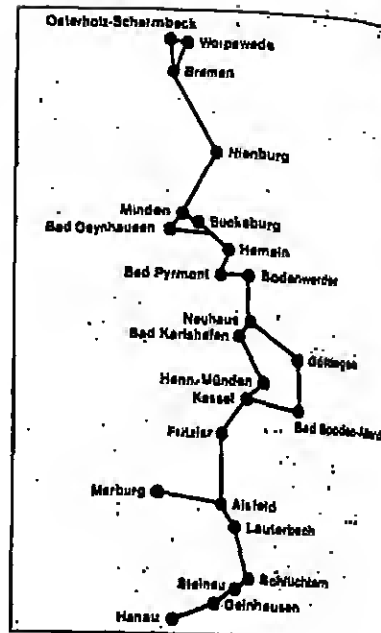 Osterholz-Scharmbeck
Worpswede
Bremen
Nienburg
Minden
Bückeburg
Bad Oeynhausen
Hameln
Bad Pyrmont
Bodenwerder
Neuhaus
Bad Karlshafen
Göttingen
Hann.-Münden
Kassel
Bad Sooden-Allend
Fritzlar
Marburg
Alsfeld
Lauterbach
Schlüchtern
Steinau
Gelnhausen
Hanau